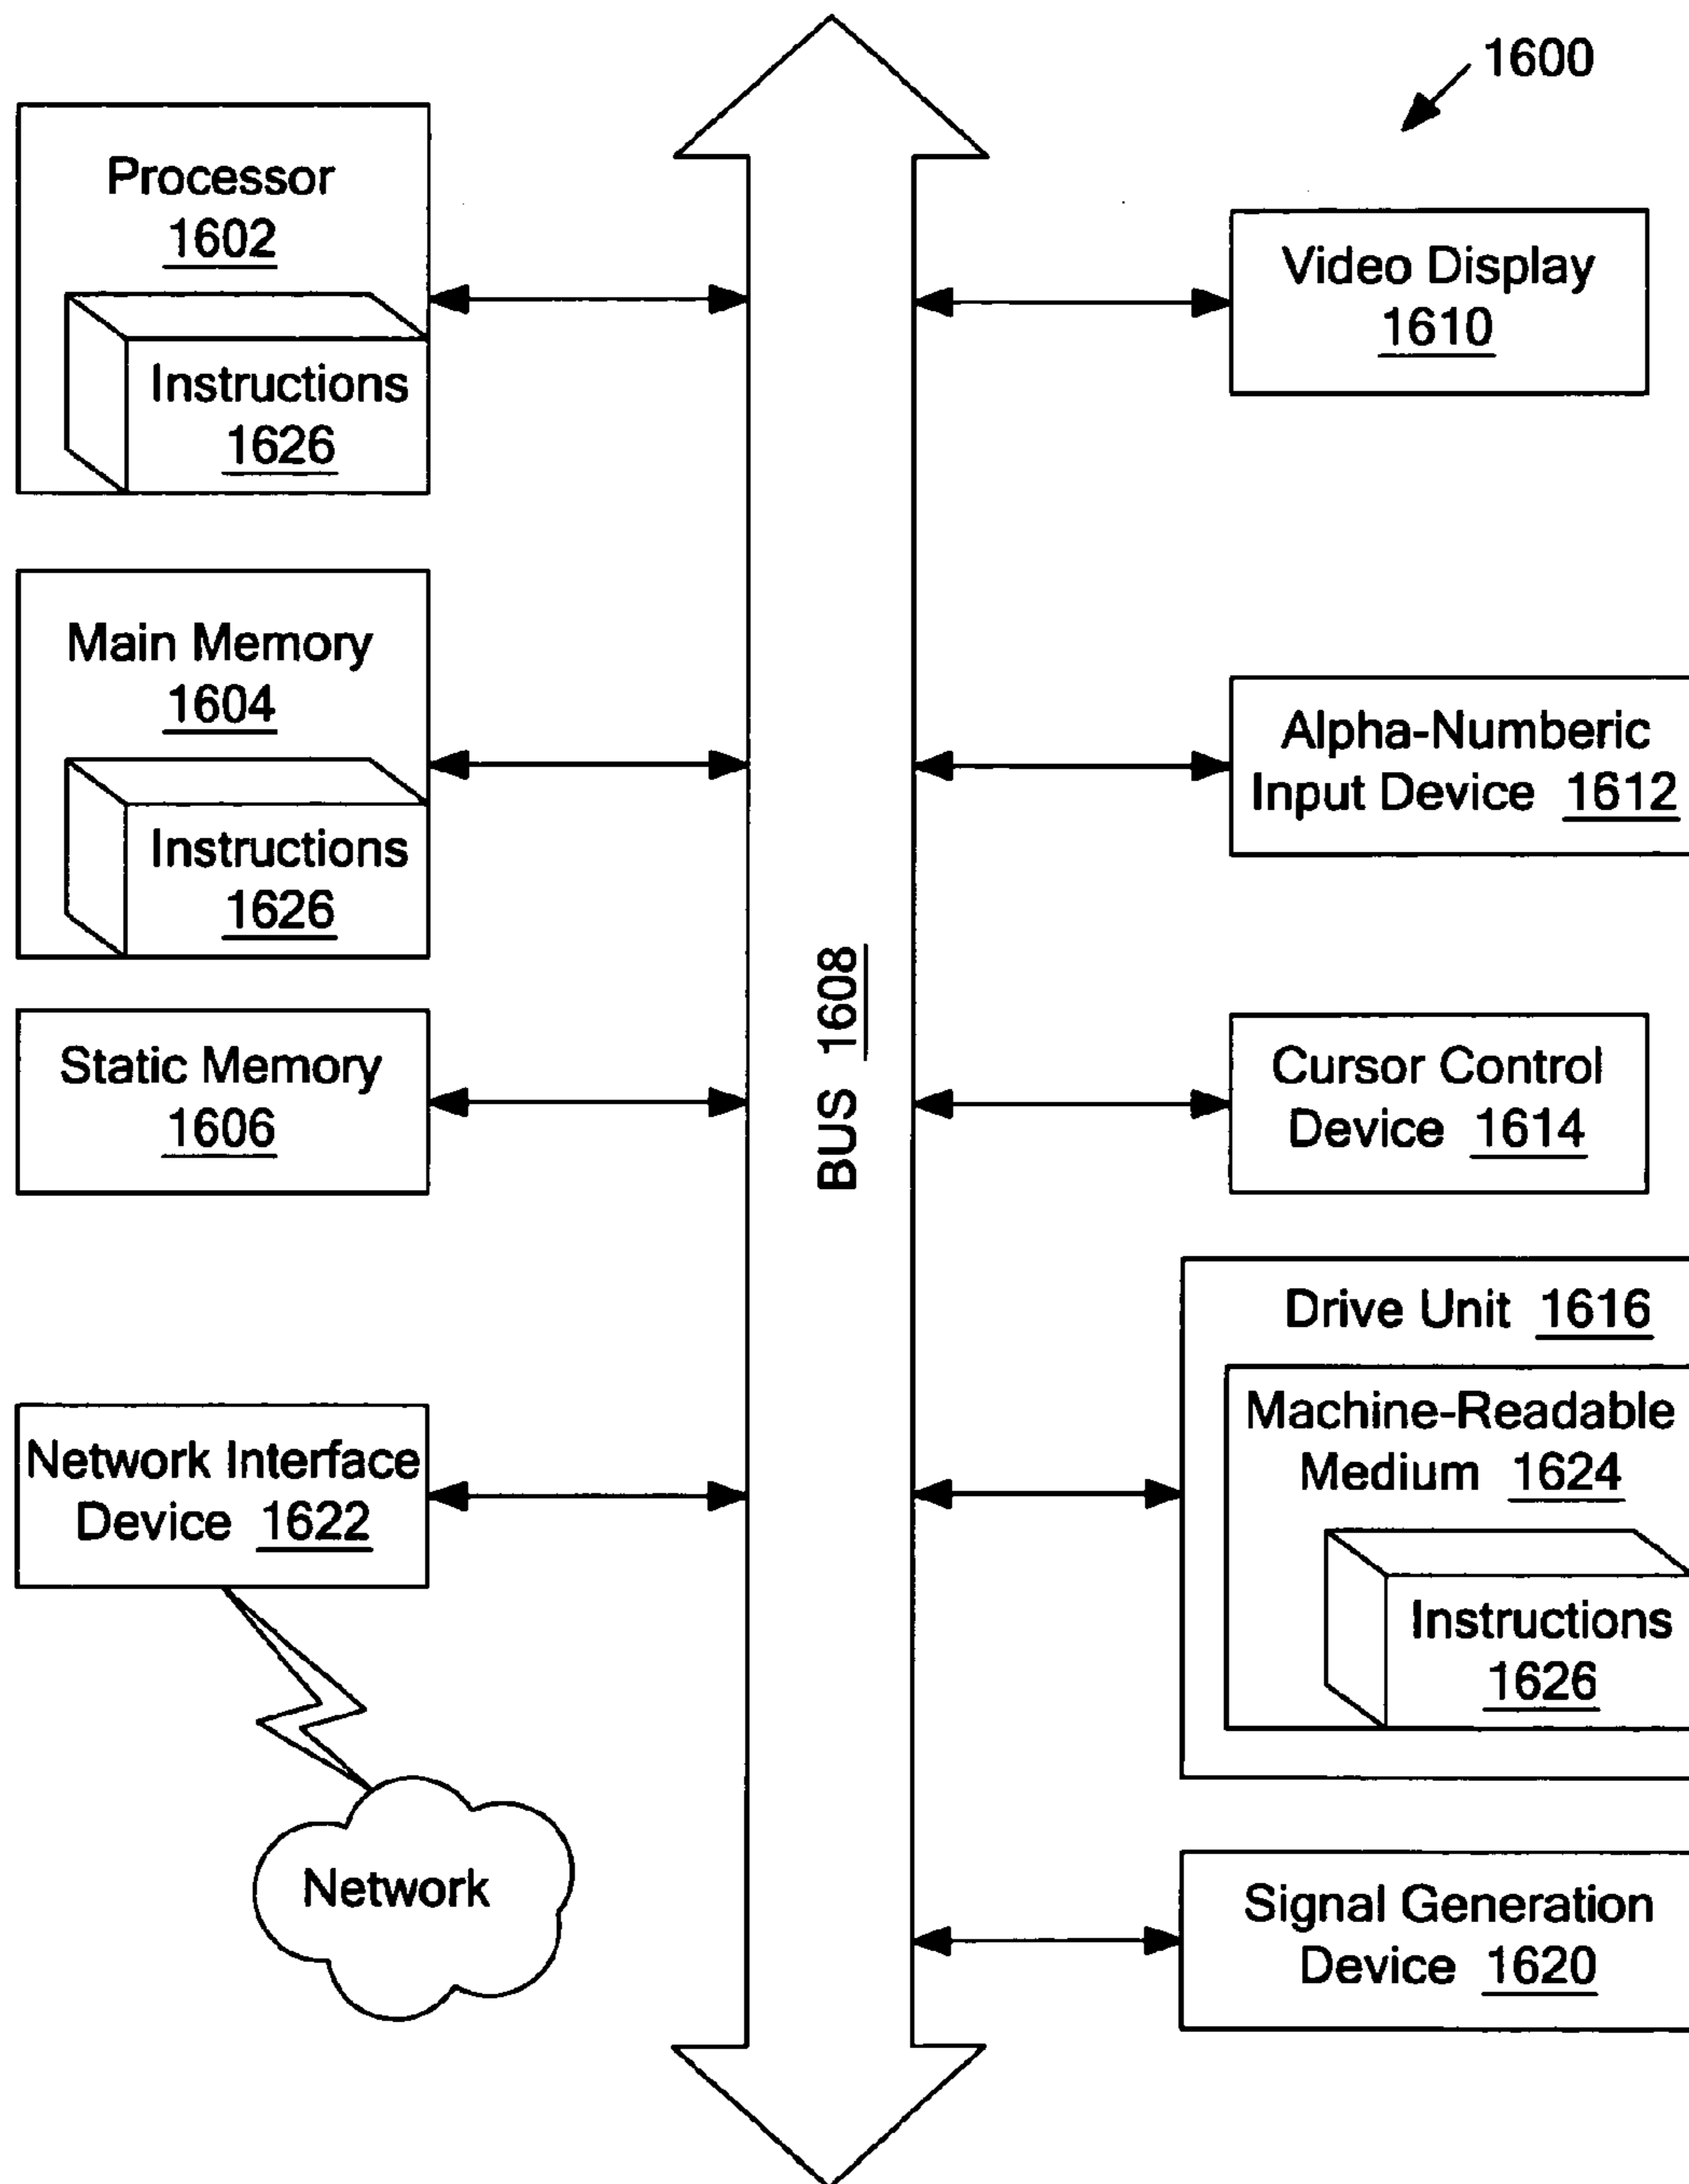 1600
Processor
1602
Instructions
1626
Main Memory
1604
Instructions
1626
Static Memory
1606
Network Interface
Device 1622
Network
BUS 1608
Video Display
1610
Alpha-Numberic
Input Device 1612
Cursor Control
Device 1614
Drive Unit 1616
Machine-Readable
Medium 1624
Instructions
1626
Signal Generation
Device 1620